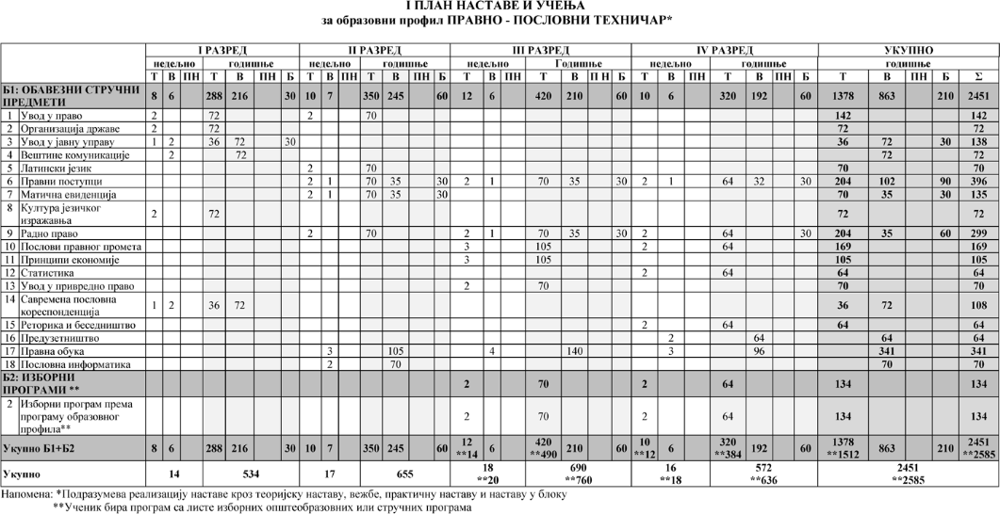 I ПЛАН НАСТАВЕ И УЧЕЊА
за образовни профил ПРАВНО - ПОСЛОВНИ ТЕХНИЧАР*
I РАЗРЕД II РАЗРЕД III РАЗРЕД IV РАЗРЕД УКУПНО
недељно годишње недељно годишње недељно Годишње недељно годишње годишње
Т В ПН Т В ПН Б Т В ПН Т В ПН Б Т В ПН Т В П Н Б Т В ПН Т В ПН Б Т В ПН Б Σ
Б1: ОБАВЕЗНИ СТРУЧНИ
ПРЕДМЕТИ 8 6 288 216 30 10 7 350 245 60 12 6 420 210 60 10 6 320 192 60 1378 863 210 2451
1 Увод у право 2 72 2 70 142 142
2 Организација државе 2 72 72 72
3 Увод у јавну управу 1 2 36 72 30 36 72 30 138
4 Вештине комуникације 2 72 72 72
5 Латински језик 2 70 70 70
6 Правни поступци 2 1 70 35 30 2 1 70 35 30 2 1 64 32 30 204 102 90 396
7 Матична евиденција 2 1 70 35 30 70 35 30 135
8 Култура језичког
изражавња 2 72 72 72
9 Радно право 2 70 2 1 70 35 30 2 64 30 204 35 60 299
10 Послови правног промета 3 105 2 64 169 169
11 Принципи економије 3 105 105 105
12 Статистика 2 64 64 64
13 Увод у привредно право 2 70 70 70
14 Савремена пословна
кореспонденција 1 2 36 72 36 72 108
15 Реторика и беседништво 2 64 64 64
16 Предузетништво 2 64 64 64
17 Правна обука 3 105 4 140 3 96 341 341
18 Пословна информатика 2 70 70 70
Б2: ИЗБОРНИ
ПРОГРАМИ ** 2 70 2 64 134 134
2 Изборни програм према
програму образовног
профила** 2 70 2 64 134 134
Укупно Б1+Б2 8 6 288 216 30 10 7 350 245 60 12 **14 6 420 **490 210 60 10 **12 6 320 **384 192 60 1378 **1512 863 210 2451 **2585
Укупно 14 534 17 655 18 **20 690 **760 16 **18 572 **636 2451 **2585
Напомена: *Подразумева реализацију наставе кроз теоријску наставу, вежбе, практичну наставу и наставу у блоку
**Ученик бира програм са листе изборних општеобразовних или стручних програма